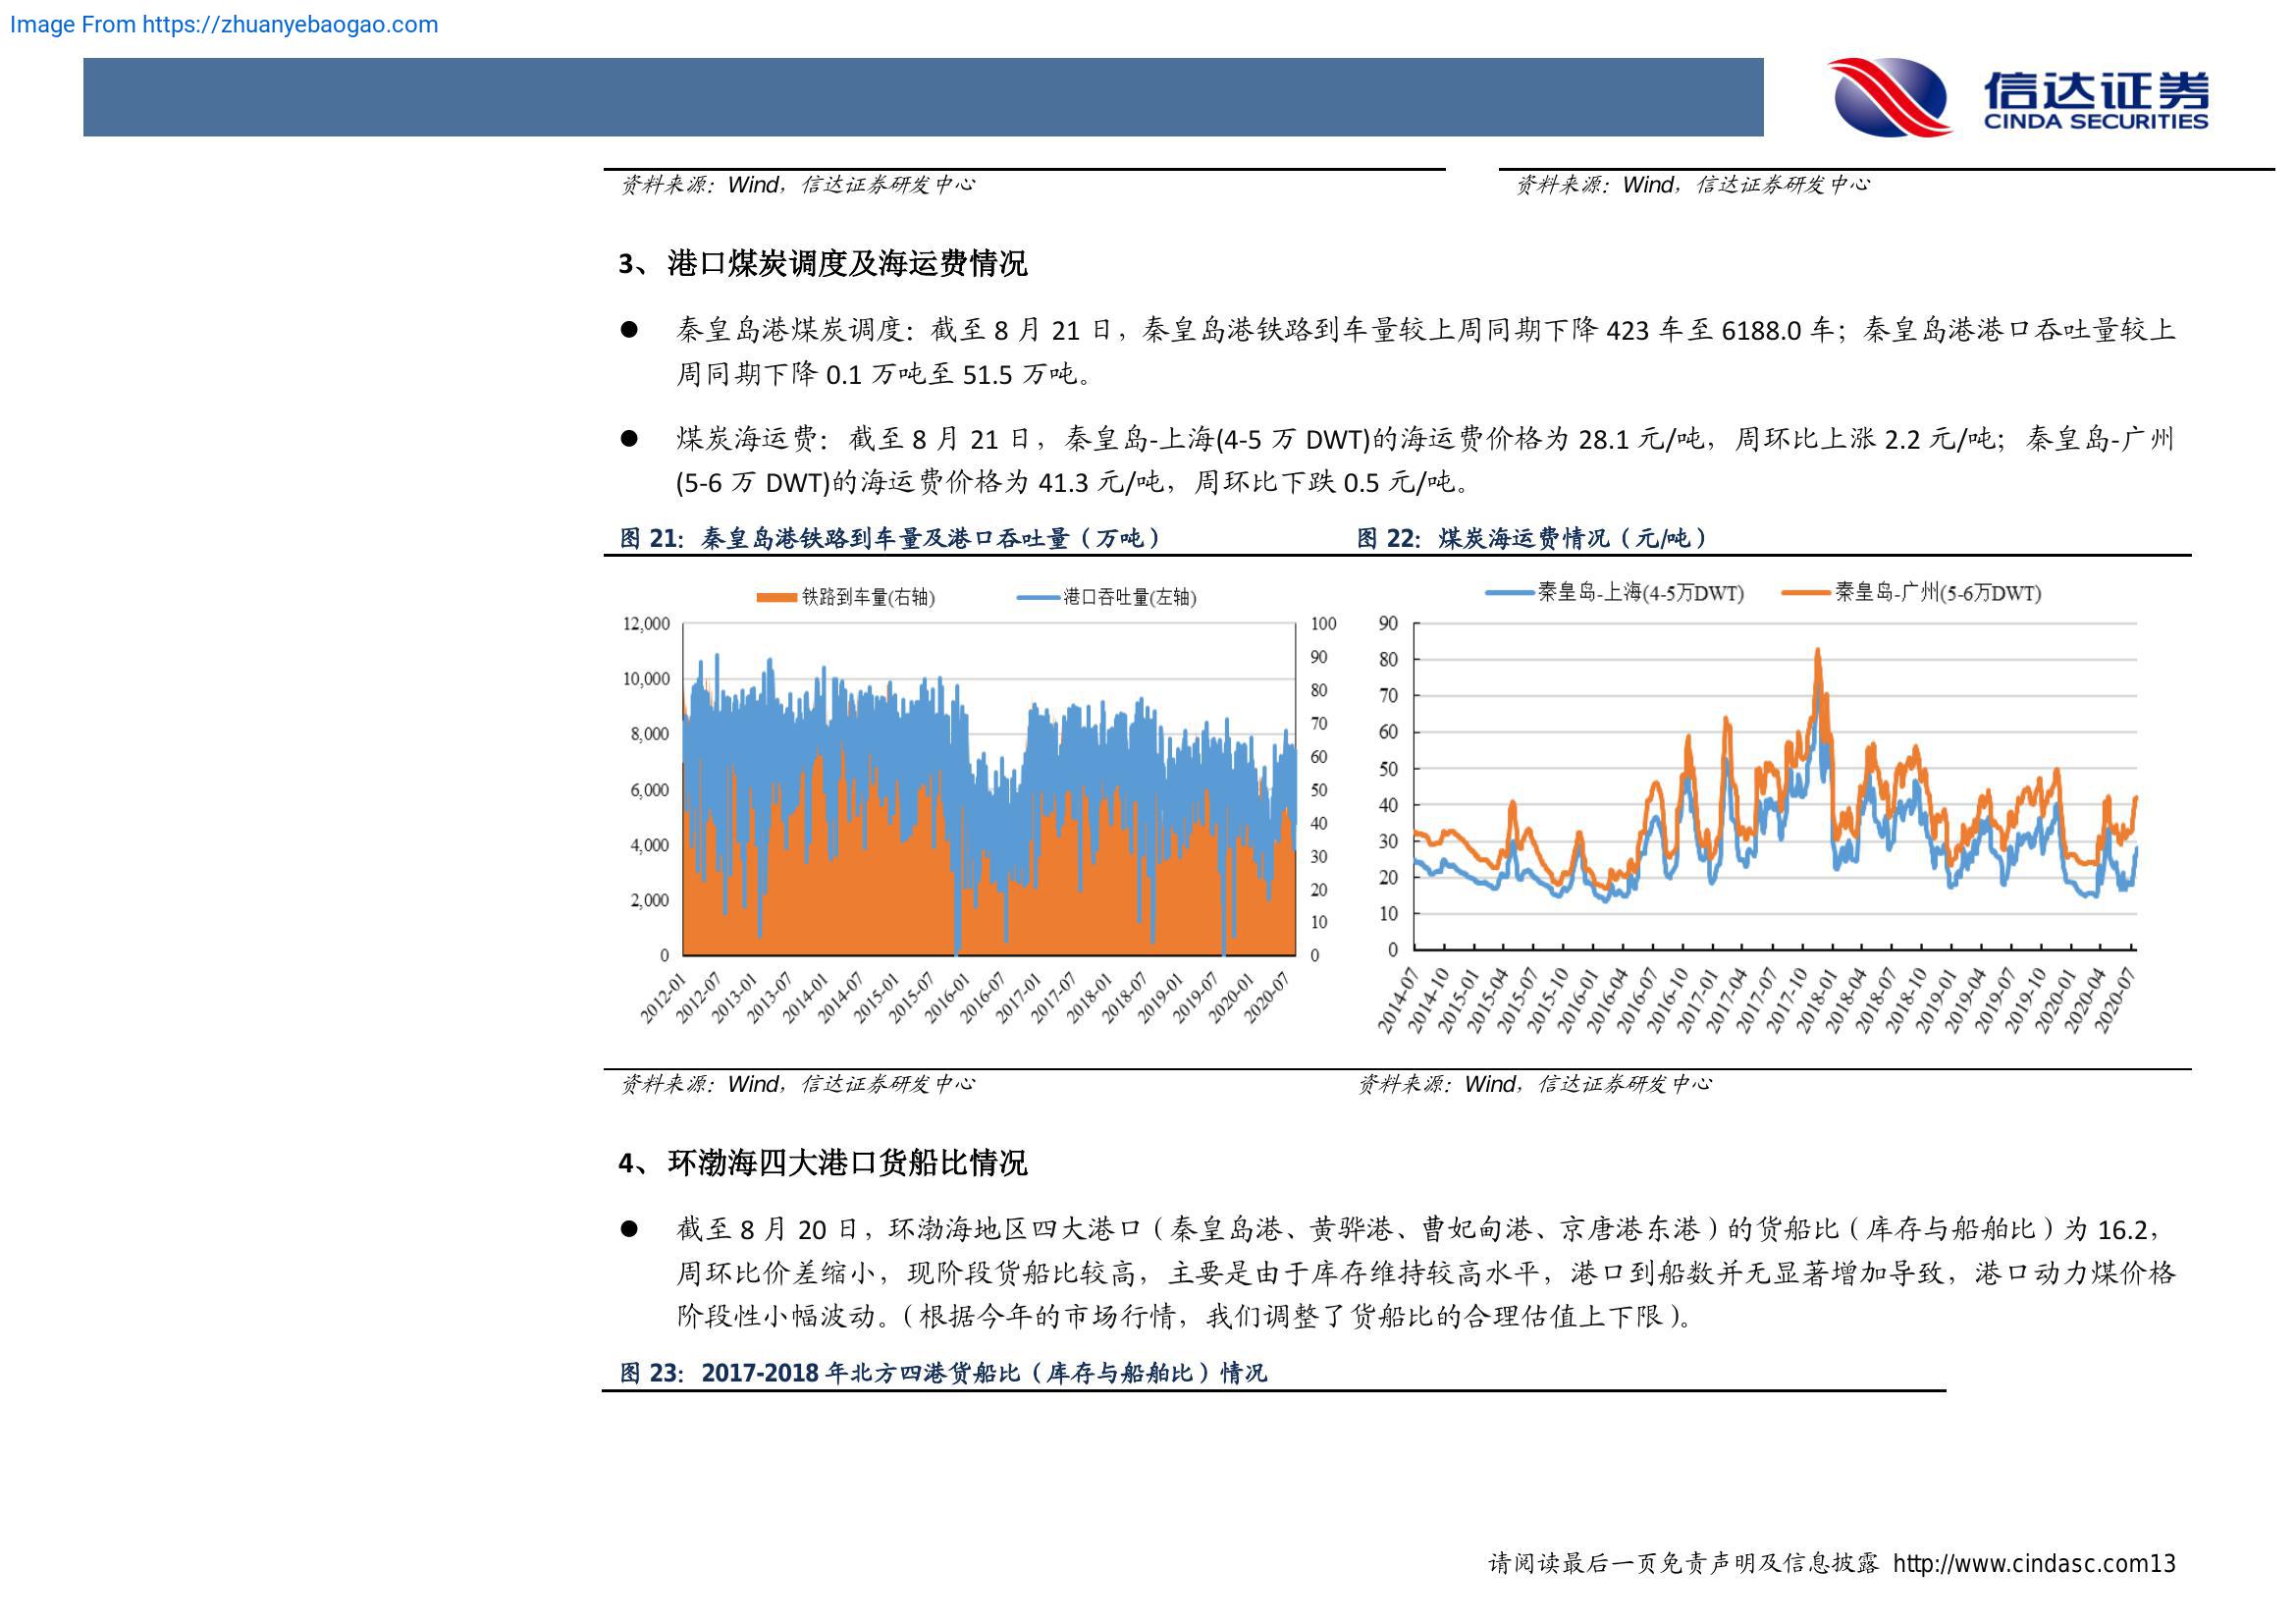 Image From https://zhuanyebaogao.com
信达证券
CINDA SECURITIES
资料来源：Wind，信达证券研发中心
资料来源：Wind，信达证券研发中心
3、 港口煤炭调度及海运费情况
● 秦皇岛港煤炭调度：截至 8 月 21 日，秦皇岛港铁路到车量较上周同期下降 423 车至 6188.0 车；秦皇岛港港口吞吐量较上
周同期下降 0.1 万吨至 51.5 万吨。
● 煤炭海运费：截至 8 月 21 日，秦皇岛-上海(4-5 万 DWT)的海运费价格为 28.1 元/吨，周环比上涨 2.2 元/吨；秦皇岛-广州
(5-6 万 DWT)的海运费价格为 41.3 元/吨，周环比下跌 0.5 元/吨。
图 21：秦皇岛港铁路到车量及港口吞吐量（万吨）
铁路到车量(右轴) 港口吞吐量(左轴)
12,000
10,000
8,000
6,000
4,000
2,000
0
100
90
80
70
60
50
40
30
20
10
0
2012-01 2012-07 2013-01 2013-07 2014-01 2014-07 2015-01 2015-07 2016-01 2016-07 2017-01 2017-07 2018-01 2018-07 2019-01 2019-07 2020-01 2020-07
图 22：煤炭海运费情况（元/吨）
秦皇岛-上海(4-5万DWT) 秦皇岛-广州(5-6万DWT)
90
80
70
60
50
40
30
20
10
0
2014-07 2014-10 2015-01 2015-04 2015-07 2015-10 2016-01 2016-04 2016-07 2016-10 2017-01 2017-04 2017-07 2017-10 2018-01 2018-04 2018-07 2018-10 2019-01 2019-04 2019-07 2019-10 2020-01 2020-04 2020-07
资料来源：Wind，信达证券研发中心
资料来源：Wind，信达证券研发中心
4、 环渤海四大港口货船比情况
● 截至 8 月 20 日，环渤海地区四大港口（秦皇岛港、黄骅港、曹妃甸港、京唐港东港）的货船比（库存与船舶比）为 16.2，
周环比价差缩小，现阶段货船比较高，主要是由于库存维持较高水平，港口到船数并无显著增加导致，港口动力煤价格
阶段性小幅波动。（根据今年的市场行情，我们调整了货船比的合理估值上下限）。
图 23：2017-2018 年北方四港货船比（库存与船舶比）情况
请阅读最后一页免责声明及信息披露 http://www.cindasc.com13